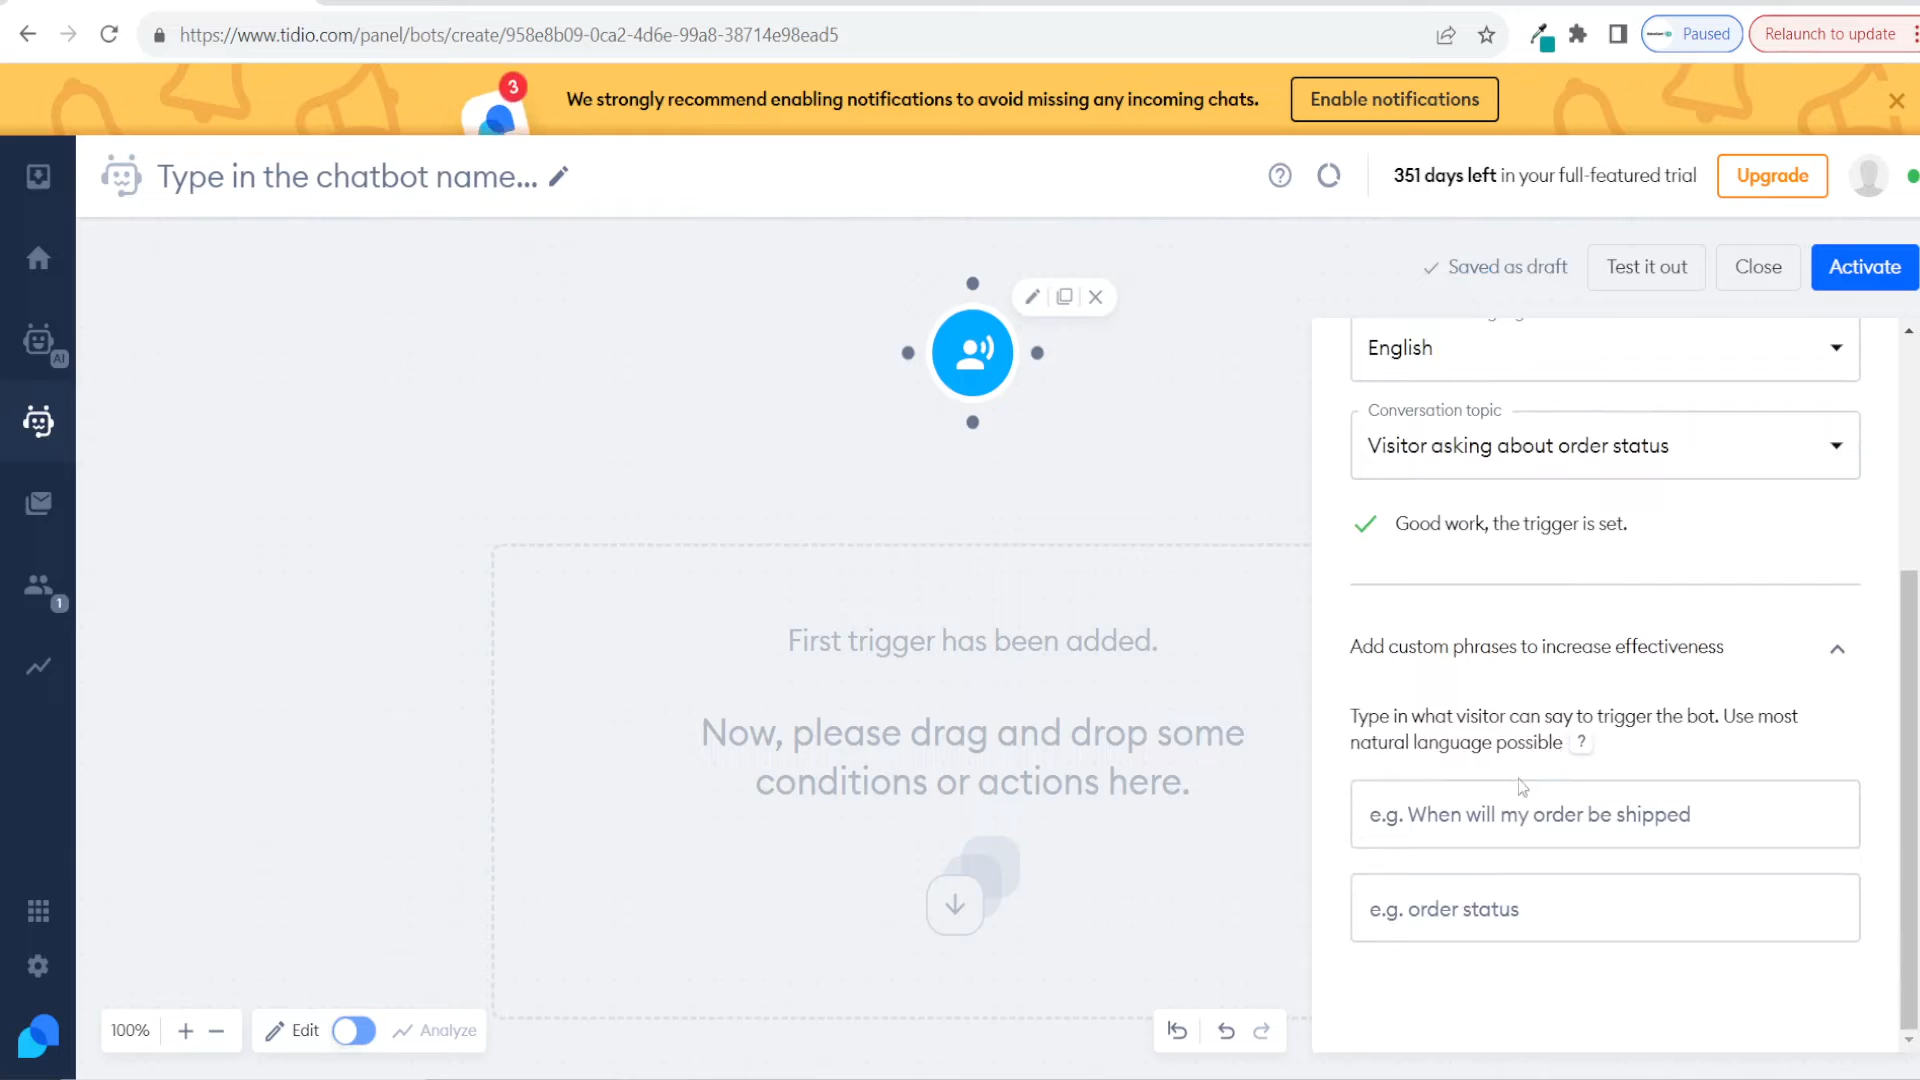 https://www.tidio.com/panel/bots/create/958e8b09-0ca2-4d6e-99a8-38714e98ead5
Paused
Relaunch to update
3
We strongly recommend enabling notifications to avoid missing any incoming chats.
Enable notifications
Type in the chatbot name...
351 days left in your full-featured trial
Upgrade
Saved as draft
Test it out
Close
Activate
English
AI
Conversation topic
Visitor asking about order status
Good work, the trigger is set.
1
First trigger has been added.
Now, please drag and drop some
conditions or actions here.
Add custom phrases to increase effectiveness
Type in what visitor can say to trigger the bot. Use most
natural language possible ?
e.g. When will my order be shipped
e.g. order status
100%
Edit
Analyze